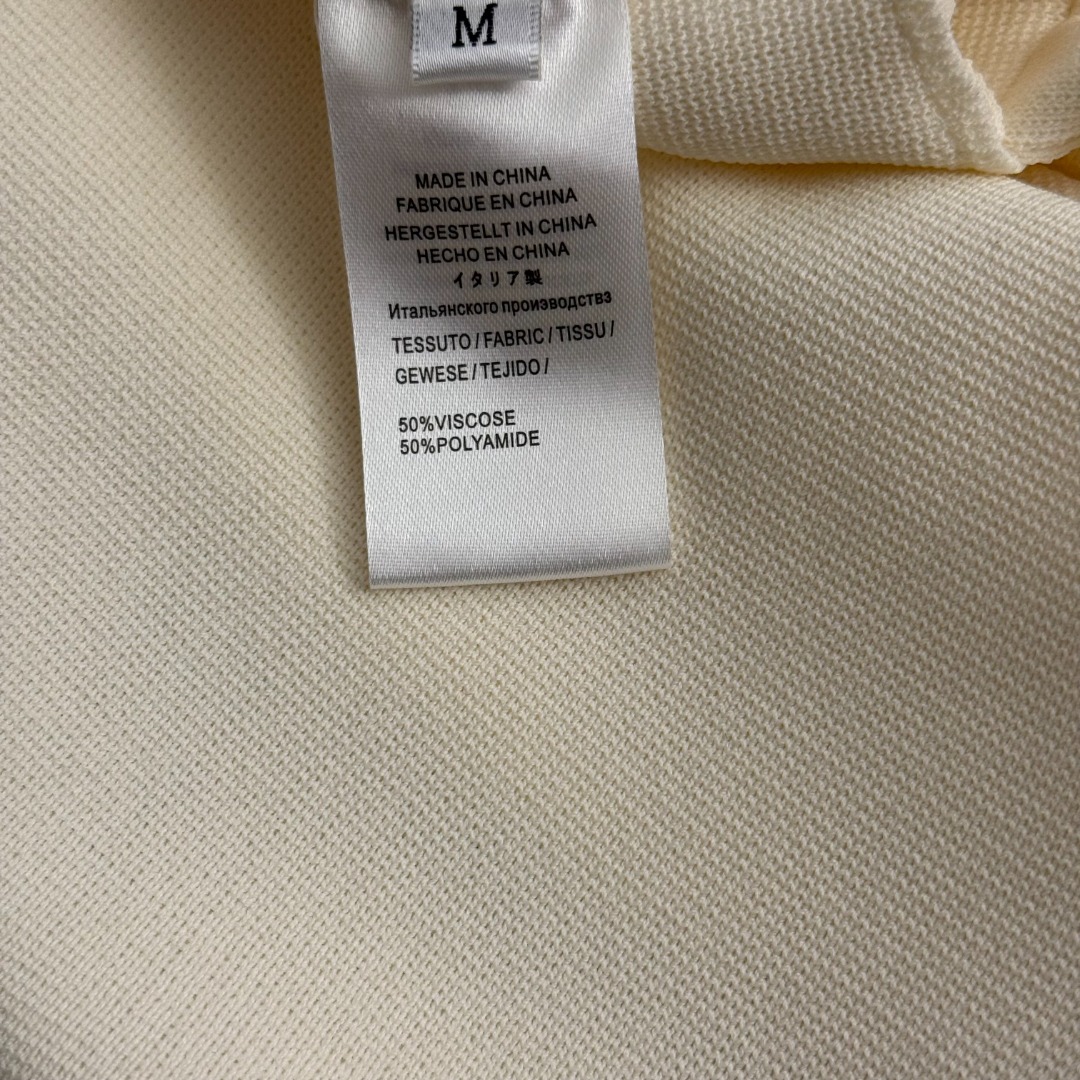 M
MADE IN CHINA
FABRIQUE EN CHINA
HERGESTELLT IN CHINA
HECHO EN CHINA
イタリア製
Итальянского производствз
TESSUTO / FABRIC / TISSU /
GEWESE / TEJIDO /
50%VISCOSE
50%POLYAMIDE